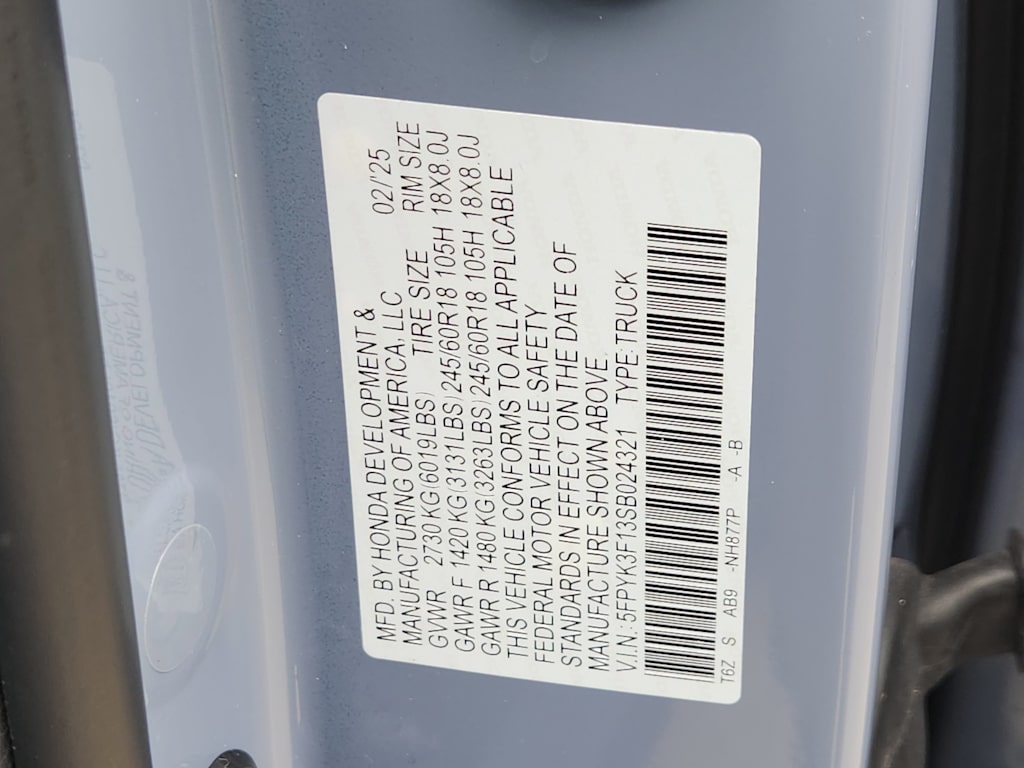 MFD. BY HONDA DEVELOPMENT & 02/'25
MANUFACTURING OF AMERICA, LLC
GVWR 2730 KG(6019LBS) TIRE SIZE RIM SIZE
GAWR F 1420 KG(3131LBS) 245/60R18 105H 18X8.0J
GAWR R 1480 KG(3263LBS) 245/60R18 105H 18X8.0J
THIS VEHICLE CONFORMS TO ALL APPLICABLE
FEDERAL MOTOR VEHICLE SAFETY
STANDARDS IN EFFECT ON THE DATE OF
MANUFACTURE SHOWN ABOVE.
V.I.N.:5FPYK3F13SB024321 TYPE:TRUCK
T6Z S AB9 -NH877P -A -B